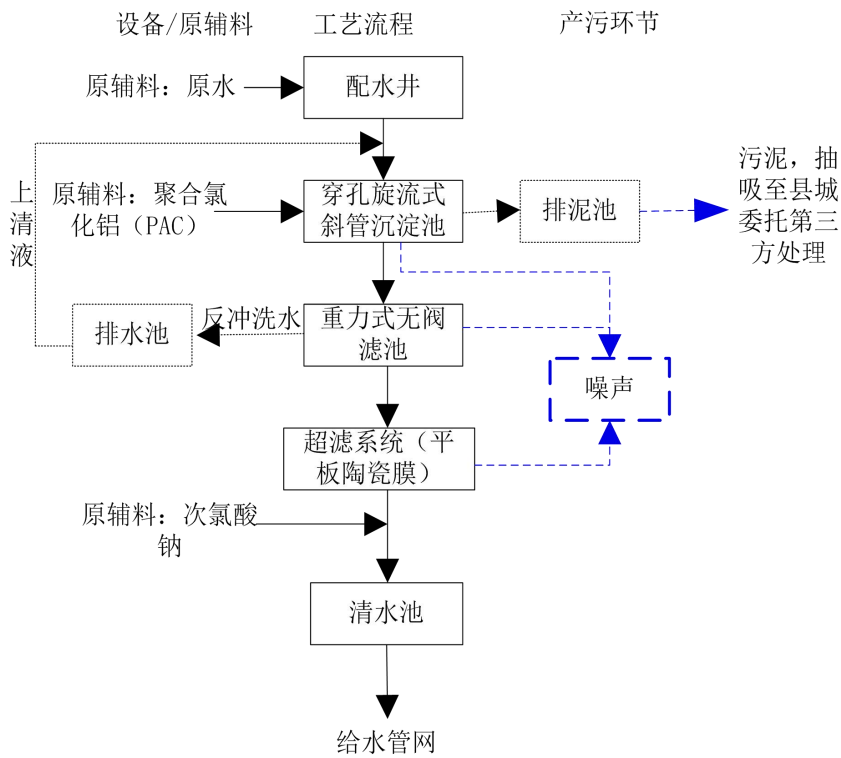 设备/原辅料
工艺流程
产污环节
原辅料：原水
配水井
上
清
液
原辅料：聚合氯
化铝（PAC）
穿孔旋流式
斜管沉淀池
排泥池
污泥，抽
吸至县城
委托第三
方处理
排水池
反冲洗水
重力式无阀
滤池
噪声
超滤系统（平
板陶瓷膜）
原辅料：次氯酸
钠
清水池
给水管网